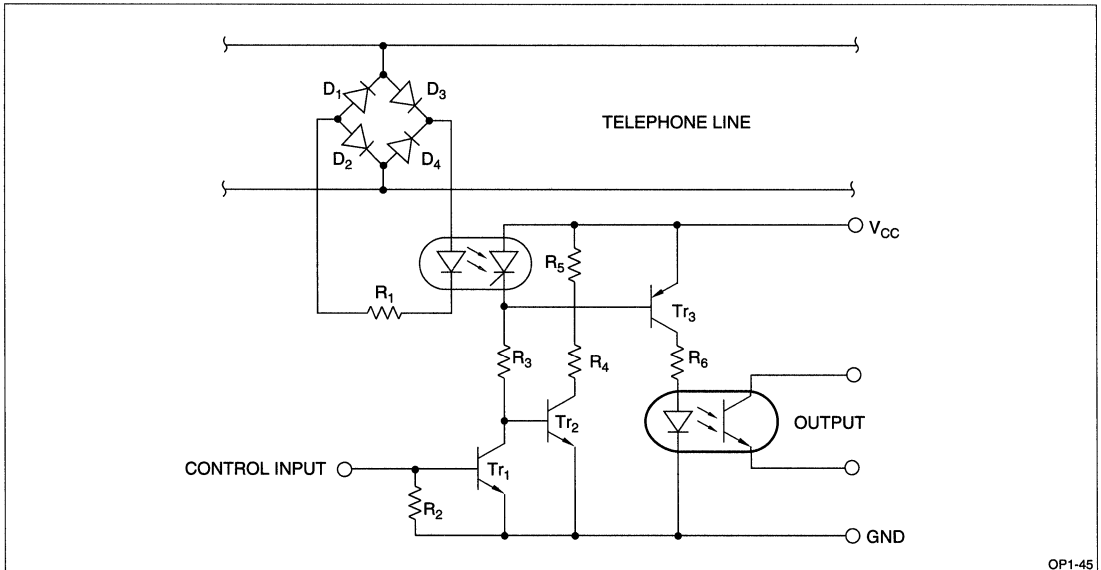 D1
D3
TELEPHONE LINE
D2
D4
VCC
R5
R1
Tr3
R3
R4
R6
Tr2
OUTPUT
CONTROL INPUT
Tr1
R2
GND
OP1-45